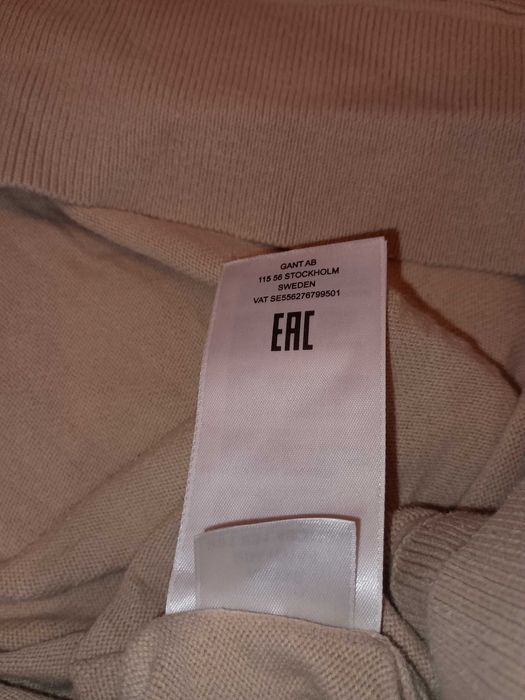 GANT AB
115 56 STOCKHOLM
SWEDEN
VAT SE556276799501
EAC